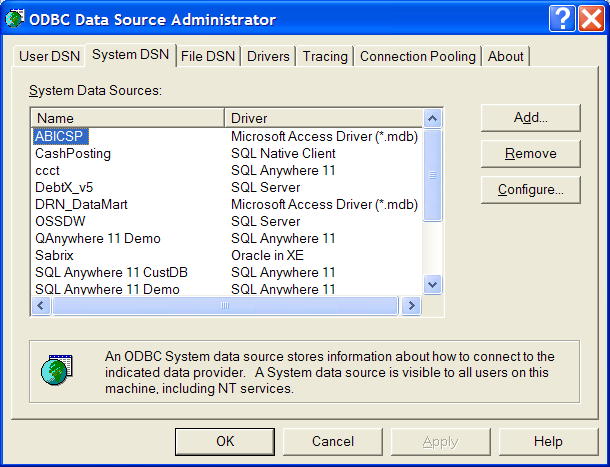 ODBC Data Source Administrator
User DSN System DSN File DSN Drivers Tracing Connection Pooling About
System Data Sources:
Name Driver
ABICSP Microsoft Access Driver (*.mdb)
CashPosting SQL Native Client
ccct SQL Anywhere 11
DebtX_v5 SQL Server
DRN_DataMart Microsoft Access Driver (*.mdb)
OSSDW SQL Server
QAnywhere 11 Demo SQL Anywhere 11
Sabrix Oracle in XE
SQL Anywhere 11 CustDB SQL Anywhere 11
SQL Anywhere 11 Demo SQL Anywhere 11
Add...
Remove
Configure...
An ODBC System data source stores information about how to connect to the
indicated data provider. A System data source is visible to all users on this
machine, including NT services.
OK Cancel Apply Help